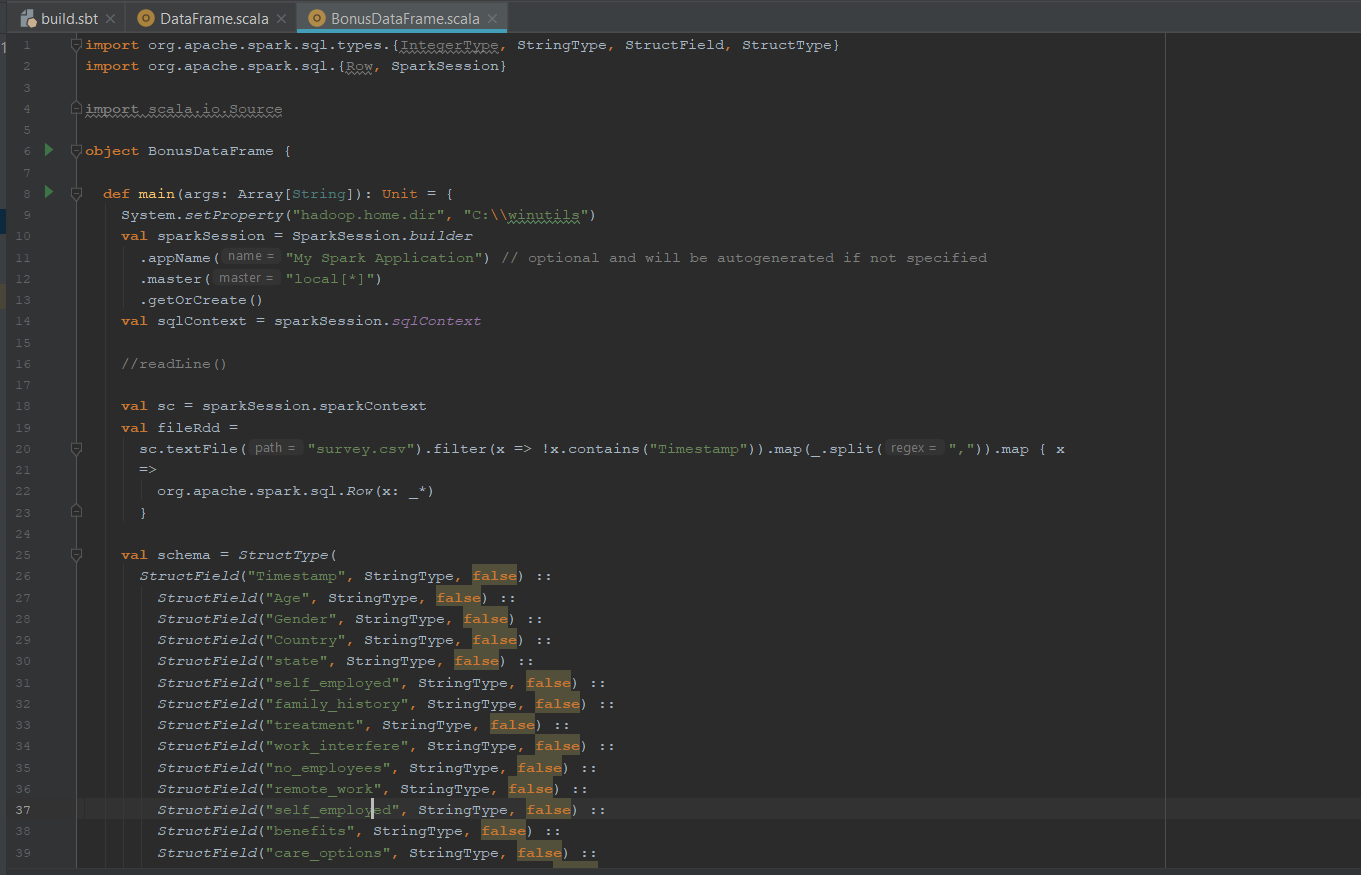 build.sbt DataFrame.scala BonusDataFrame.scala
1 import org.apache.spark.sql.types.{IntegerType, StringType, StructField, StructType}
2 import org.apache.spark.sql.{Row, SparkSession}
3
4 import scala.io.Source
5
6 object BonusDataFrame {
7
8 def main(args: Array[String]): Unit = {
9 System.setProperty("hadoop.home.dir", "C:\\winutils")
10 val sparkSession = SparkSession.builder
11 .appName( name = "My Spark Application") // optional and will be autogenerated if not specified
12 .master( master = "local[*]")
13 .getOrCreate()
14 val sqlContext = sparkSession.sqlContext
15
16 //readLine()
17
18 val sc = sparkSession.sparkContext
19 val fileRdd =
20 sc.textFile( path = "survey.csv").filter(x => !x.contains("Timestamp")).map(_.split( regex = ",")).map { x
21 =>
22 org.apache.spark.sql.Row(x: _*)
23 }
24
25 val schema = StructType(
26 StructField("Timestamp", StringType, false) ::
27 StructField("Age", StringType, false) ::
28 StructField("Gender", StringType, false) ::
29 StructField("Country", StringType, false) ::
30 StructField("state", StringType, false) ::
31 StructField("self_employed", StringType, false) ::
32 StructField("family_history", StringType, false) ::
33 StructField("treatment", StringType, false) ::
34 StructField("work_interfere", StringType, false) ::
35 StructField("no_employees", StringType, false) ::
36 StructField("remote_work", StringType, false) ::
37 StructField("self_employed", StringType, false) ::
38 StructField("benefits", StringType, false) ::
39 StructField("care_options", StringType, false) ::